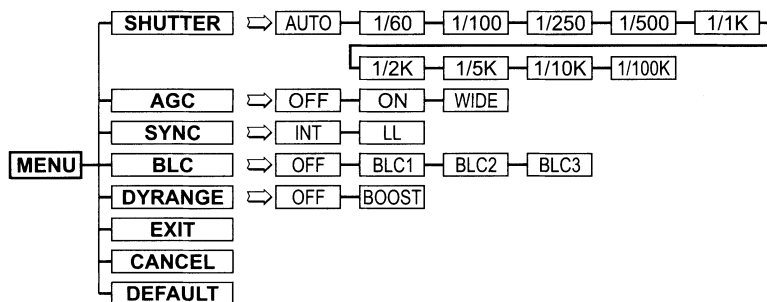 SHUTTER AUTO 1/60 1/100 1/250 1/500 1/1K
1/2K 1/5K 1/10K 1/100K
AGC OFF ON WIDE
SYNC INT LL
MENU BLC OFF BLC1 BLC2 BLC3
DYRANGE OFF BOOST
EXIT
CANCEL
DEFAULT